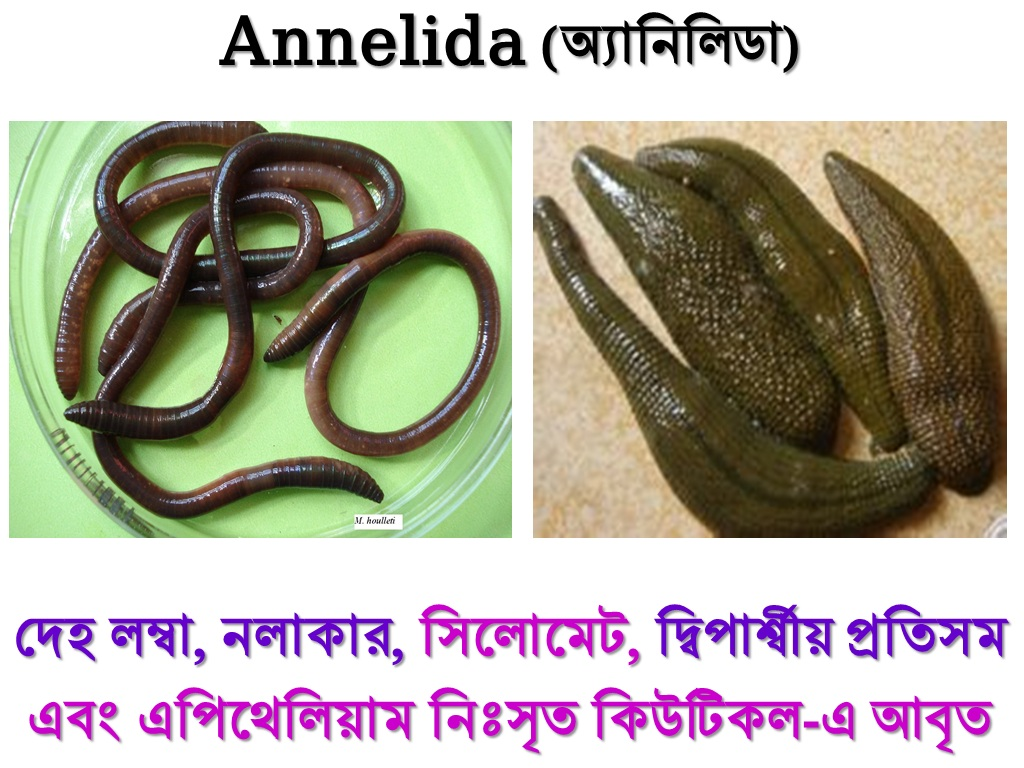 Annelida (অ্যানিলিডা)
M. houlleti
দেহ লম্বা, নলাকার, সিলোমেট, দ্বিপার্শ্বীয় প্রতিসম
এবং এপিথেলিয়াম নিঃসৃত কিউটিকল-এ আবৃত